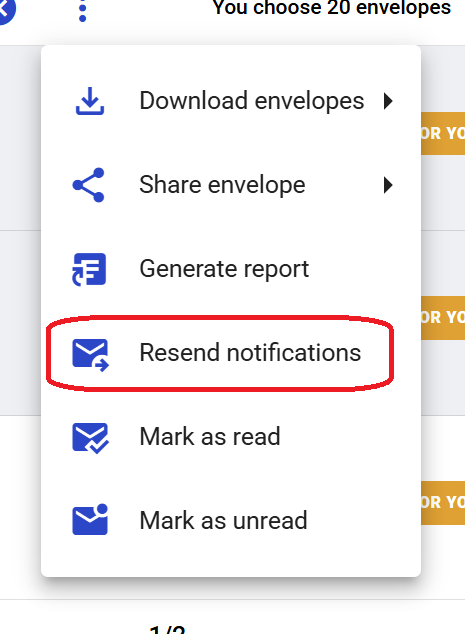 You choose 20 envelopes
Download envelopes
Share envelope
Generate report
Resend notifications
Mark as read
Mark as unread
OR YO
OR YO
OR YO
1/2